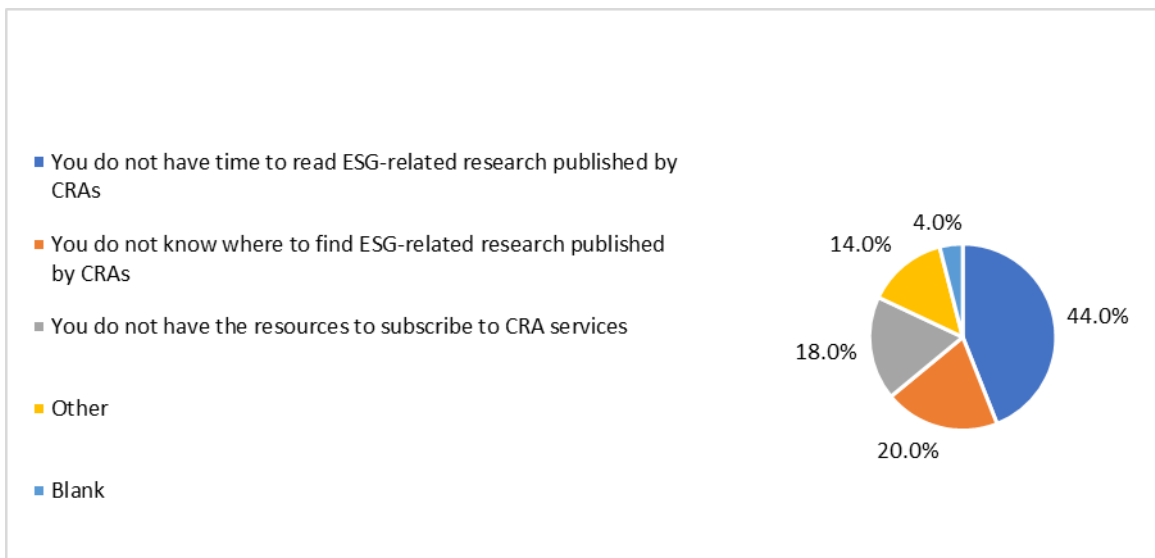 You do not have time to read ESG-related research published by
CRAs
You do not know where to find ESG-related research published
by CRAs
You do not have the resources to subscribe to CRA services
Other
Blank
4.0%
14.0%
44.0%
18.0%
20.0%